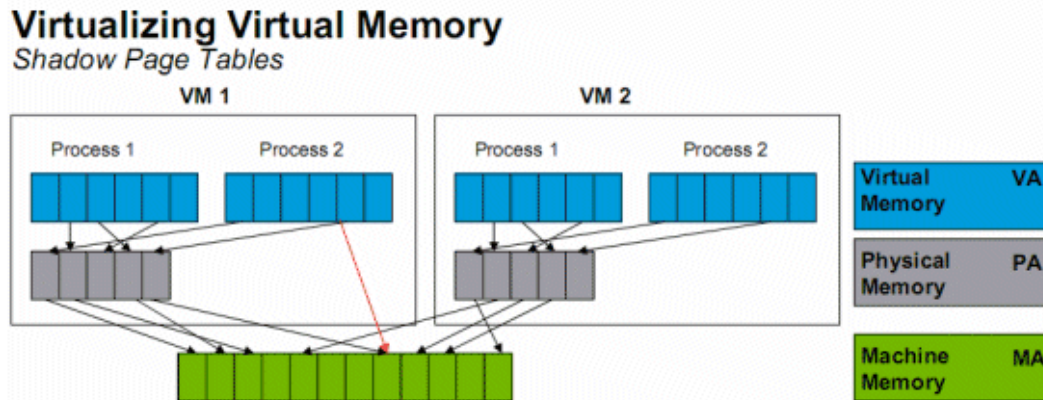 Virtualizing Virtual Memory
Shadow Page Tables
VM 1
VM 2
Process 1
Process 2
Process 1
Process 2
Virtual Memory VA
Physical Memory PA
Machine Memory MA